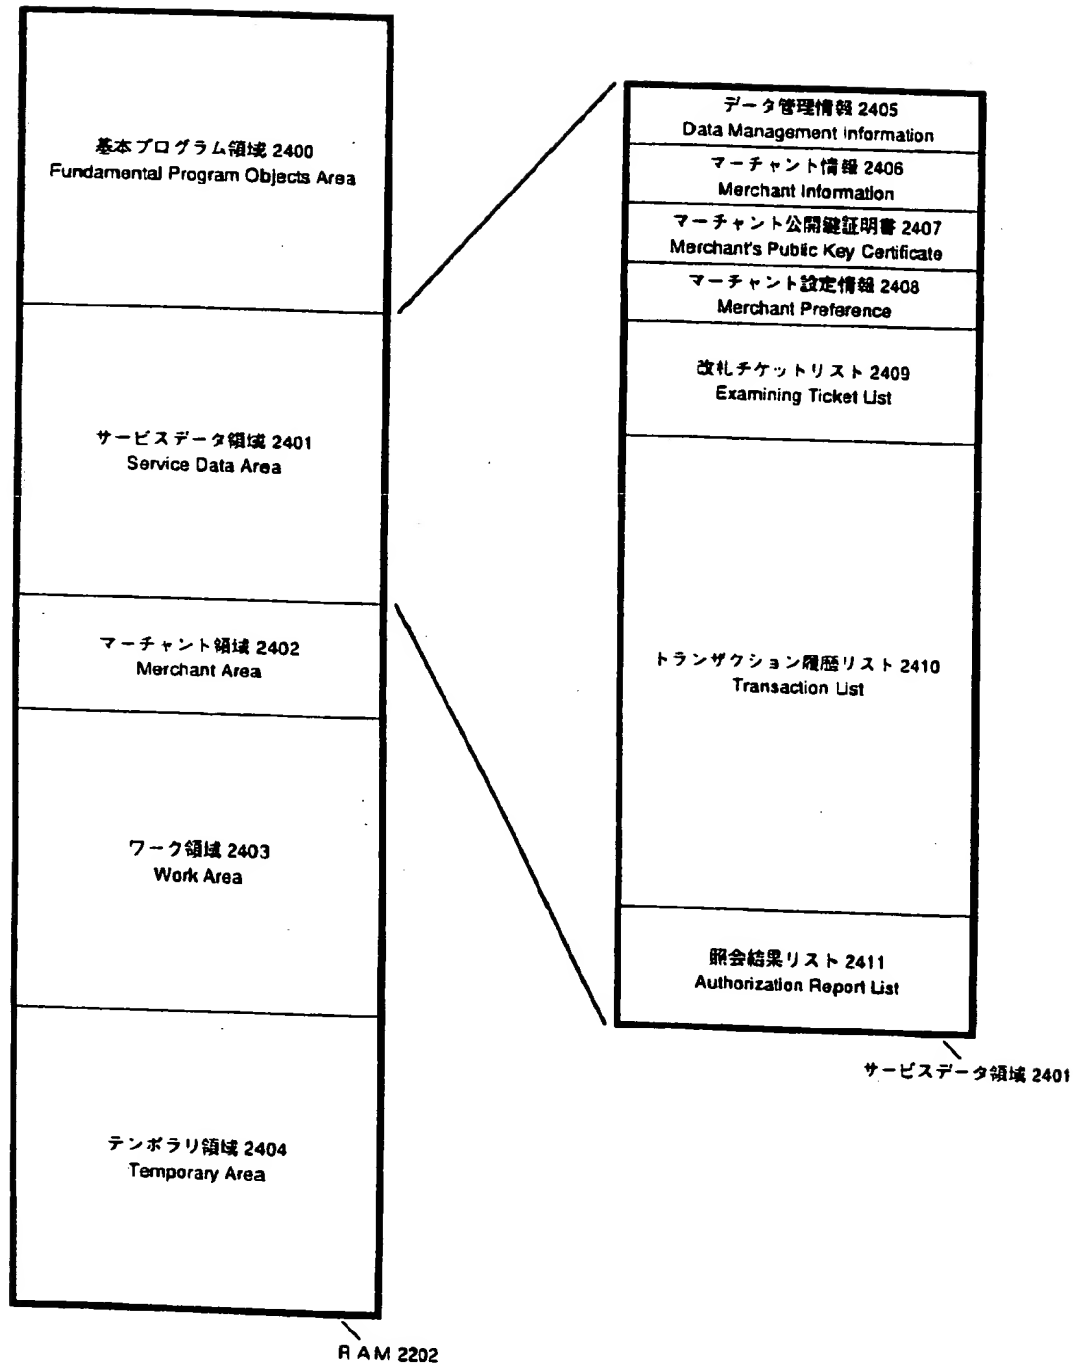 基本プログラム領域 2400
Fundamental Program Objects Area
サービスデータ領域 2401
Service Data Area
マーチャント領域 2402
Merchant Area
ワーク領域 2403
Work Area
テンポラリ領域 2404
Temporary Area
RAM 2202
データ管理情報 2405
Data Management Information
マーチャント情報 2406
Merchant Information
マーチャント公開鍵証明書 2407
Merchant's Public Key Certificate
マーチャント設定情報 2408
Merchant Preference
改札チケットリスト 2409
Examining Ticket List
トランザクション履歴リスト 2410
Transaction List
照会結果リスト 2411
Authorization Report List
サービスデータ領域 2401